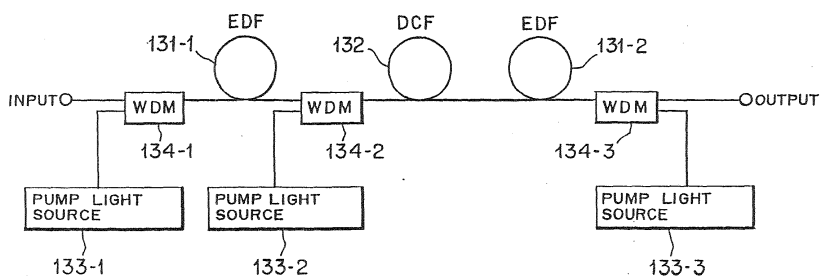 EDF
DCF
EDF
131-1
132
131-2
INPUT
WDM
WDM
WDM
OUTPUT
134-1
134-2
134-3
PUMP LIGHT
SOURCE
PUMP LIGHT
SOURCE
PUMP LIGHT
SOURCE
133-1
133-2
133-3